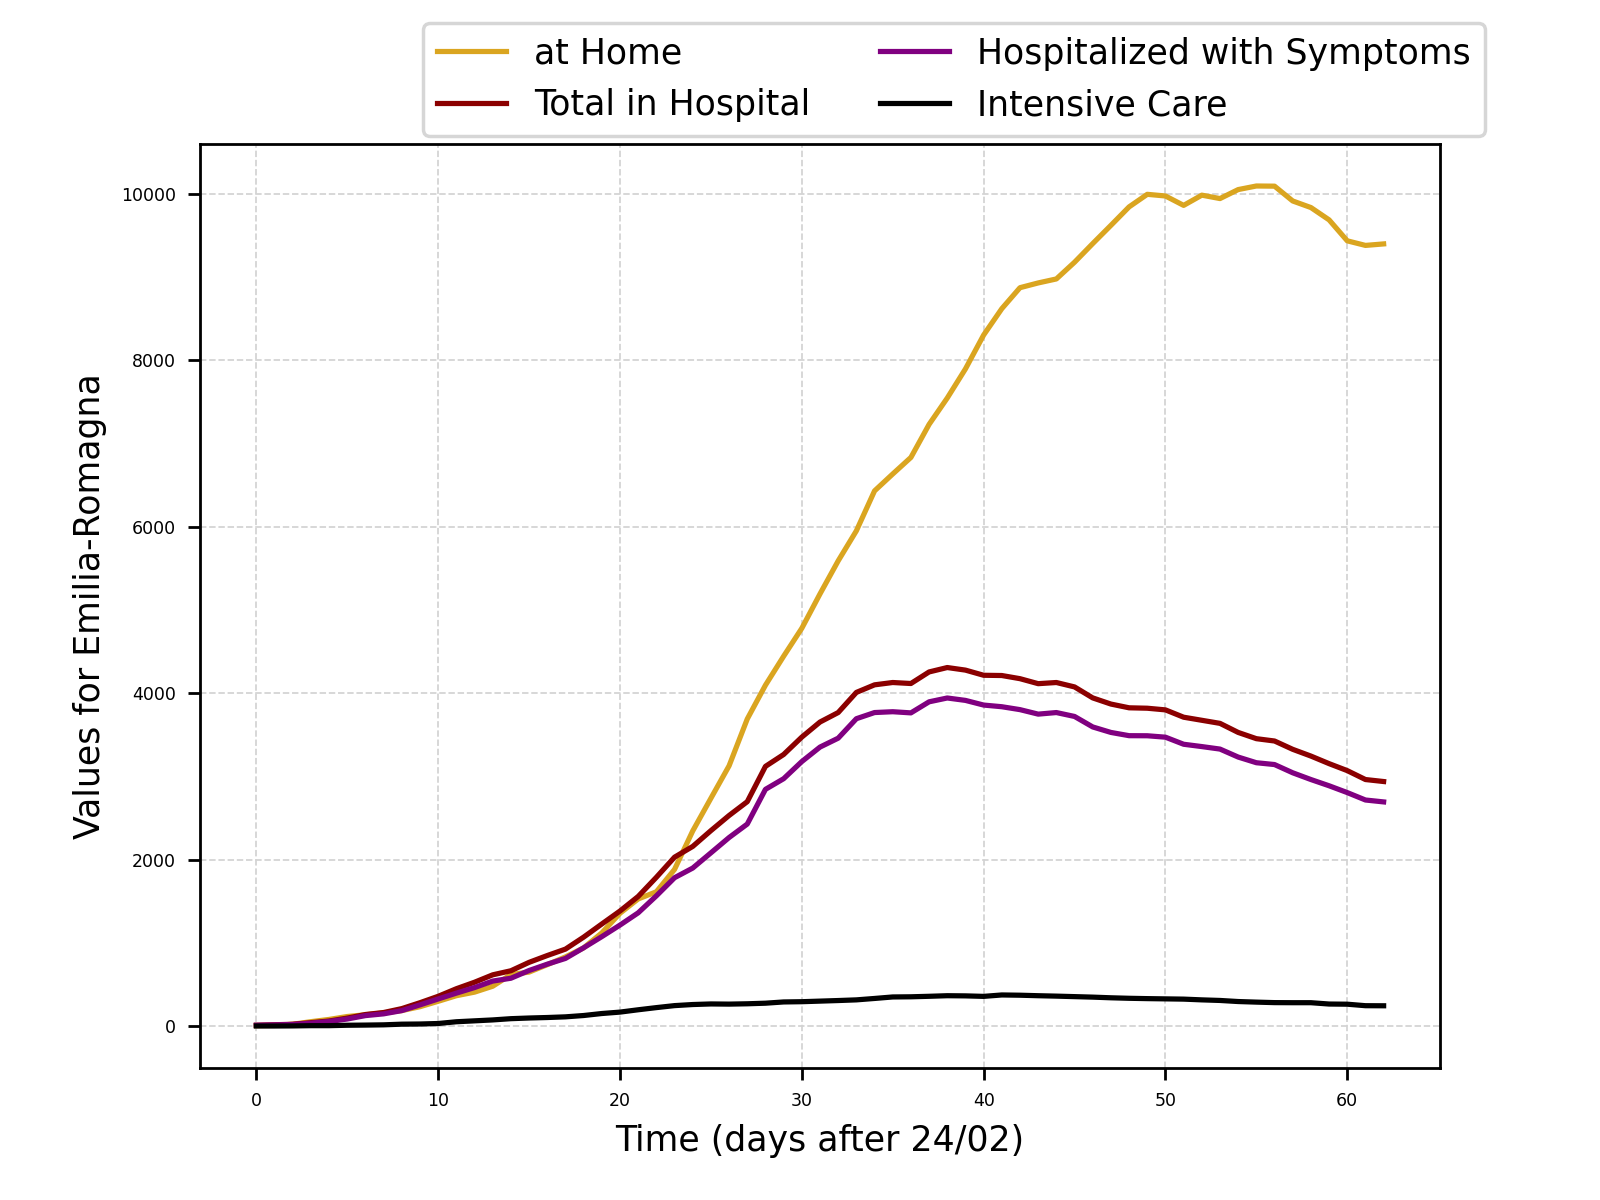 at Home
Total in Hospital
Hospitalized with Symptoms
Intensive Care
Values for Emilia-Romagna
10000
8000
6000
4000
2000
0
0 10 20 30 40 50 60
Time (days after 24/02)